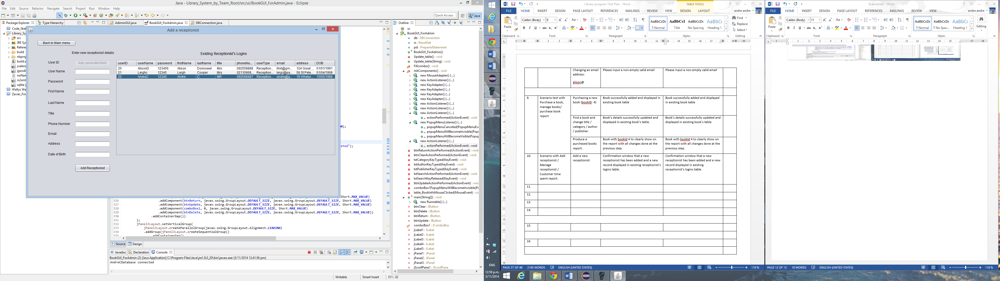 Java - Library_System_by_Team_Root/src/ui/BookGUI_ForAdmin.java - Eclipse
File Edit Source Refactor Navigate Search Project Run Window Help
Quick Access
Java
Package Explorer
Type Hierarchy
AdiminGUI.java
BookGUI_ForAdmin.java
DBConnection.java
Code_Skel
Library_Sy
src
JRE Sys
Refere
build
nbproj
build.x
jcalenc
jgoodi
noNan
rs2xml
sqlite-j
Wallys Wa
Zavier_Fin
Add a receptionist
Back to Main menu
Enter new receptionist details
User ID
Auto generated field
User Name
Password
First Name
Last Name
Title
Phone Number
Email
Address
Date of Birth
Add Receptionist
Existing Receptionist's Logins
userID userName password firstName lastName title phoneNu... userType email address DOB
20 AlisonD 123456 Alison Donnowel Mrs 092558888 Reception... llkkl@gm... 124 Great ... 01/01/1991
21 Leighc 12345 Leigh Cooper Mrs 02135868... Reception... leigc@pa... 58 St Pete... 01/04/1968
22 AndreC 12345 Andre C MR 092568487 Reception... andre@g... 19 Whetur... 15/05/1988
N);
eted");
Short.MAX_VALUE)
326 .addComponent(btnReturn, javax.swing.GroupLayout.DEFAULT_SIZE, javax.swing.GroupLayout.DEFAULT_SIZE, Short.MAX_VALUE)
327 .addComponent(btnUpdate, javax.swing.GroupLayout.DEFAULT_SIZE, javax.swing.GroupLayout.DEFAULT_SIZE, Short.MAX_VALUE)
328 .addComponent(comboBox1, 0, javax.swing.GroupLayout.DEFAULT_SIZE, Short.MAX_VALUE)
329 .addComponent(btnDelete, javax.swing.GroupLayout.DEFAULT_SIZE, javax.swing.GroupLayout.DEFAULT_SIZE, Short.MAX_VALUE))
330 .addContainerGap())
331 );
332 jPanel3Layout.setVerticalGroup(
333 jPanel3Layout.createParallelGroup(javax.swing.GroupLayout.Alignment.LEADING)
334 .addGroup(jPanel3Layout.createSequentialGroup()
335 .addContainerGap()
Source Design
Javadoc Declaration Console
BookGUI_ForAdmin (2) [Java Application] C:\Program Files\Java\jre1.8.0_20\bin\javaw.exe (3/11/2014 12:41:56 pm)
AndreCDatabase connected
Writable Smart Insert 311 : 32
Outline
ui
BookGUI_ForAdmin
db : DBConnection
rs : ResultSet
pst : PreparedStatement
BookGUI_ForAdmin()
Update_table() : void
Update_table(String) : void
Fillcombo() : void
initComponents() : void
new MouseAdapter() {...}
new ActionListener() {...}
new KeyAdapter() {...}
new KeyAdapter() {...}
new KeyAdapter() {...}
new KeyAdapter() {...}
new ActionListener() {...}
new ActionListener() {...}
new ActionListener() {...}
actionPerformed(ActionEvent) : void
new PopupMenuListener() {...}
popupMenuCanceled(PopupMenuEve
popupMenuWillBecomeInvisible(Popu
popupMenuWillBecomeVisible(Popup
new ActionListener() {...}
actionPerformed(ActionEvent) : void
btnReturnActionPerformed(ActionEvent) : void
btnClearActionPerformed(ActionEvent) : void
txtCategoryKeyTyped(KeyEvent) : void
txtAuthorKeyTyped(KeyEvent) : void
txtPublisherKeyTyped(KeyEvent) : void
txtSearchActionPerformed(ActionEvent) : void
txtSearchKeyReleased(KeyEvent) : void
btnUpdateActionPerformed(ActionEvent) : void
comboBox1PopupMenuWillBecomeInvisible(Po
table_BookInfoMouseClicked(MouseEvent) : vo
main(String[]) : void
new Runnable() {...}
btnClear : JButton
btnDelete : JButton
btnReturn : JButton
btnUpdate : JButton
comboBox1 : JComboBox
jLabel1 : JLabel
jLabel2 : JLabel
jLabel3 : JLabel
jLabel4 : JLabel
jLabel5 : JLabel
jPanel1 : JPanel
jPanel2 : JPanel
jPanel3 : JPanel
jScrollPane1 : JScrollPane
ENG
12:59 p.m.
3/11/2014
Library program Test Plan - Word
TABLE TOOLS
FILE HOME INSERT DESIGN PAGE LAYOUT REFERENCES MAILINGS REVIEW VIEW DESIGN LAYOUT
andre andre
Paste
Calibri (Body) 9
AaBbCcDc AaBbCcl AaBbCcDc AaBbCc
¶ Normal Title No Spacing Heading 1
Find
Replace
Select
Clipboard Font Paragraph Styles Editing
Changing an email address:
alison@
Please input a non-empty valid email
Please input a non-empty valid email
9.
Scenario test with
Purchase a book,
manage books/
purchase book
report
Purchasing a new
book (bookID: 4)
Book successfully added and displayed in
existing book table
Book successfully added and displayed
in existing book table
Find a book and
change title /
category / author
/ publisher.
Book's details successfully updated and
displayed in existing book's table.
Book's details successfully updated and
displayed in existing book's table.
Produce a
purchased books
report.
Book with bookId 4 to clearly show on
the report with all changes done at the
previous step.
Book with bookId 4 to clearly show on
the report with all changes done at the
previous step.
10.
Scenario with Add
receptionist /
Manage
receptionist /
Customer time
spent report.
Add a new
receptionist
Confirmation window that a new
receptionist has been added and a new
record displayed in existing receptionist's
logins table.
Confirmation window that a new
receptionist has been added and a new
record displayed in existing
receptionist's logins table.
11.
12.
13.
14.
15.
16.
PAGE 37 OF 40 2105 WORDS ENGLISH (UNITED STATES) 110 %
Sceenshots - Word
FILE HOME INSERT DESIGN PAGE LAYOUT REFERENCES MAILINGS REVIEW VIEW
andre andre
Paste
Calibri (Body) 11
AaBbCcDc AaBbCcDc AaBbCc
¶ Normal ¶ No Spac... Heading 1
Editing
Clipboard Font Paragraph Styles
PAGE 12 OF 12 10 WORDS ENGLISH (UNITED STATES) 110 %